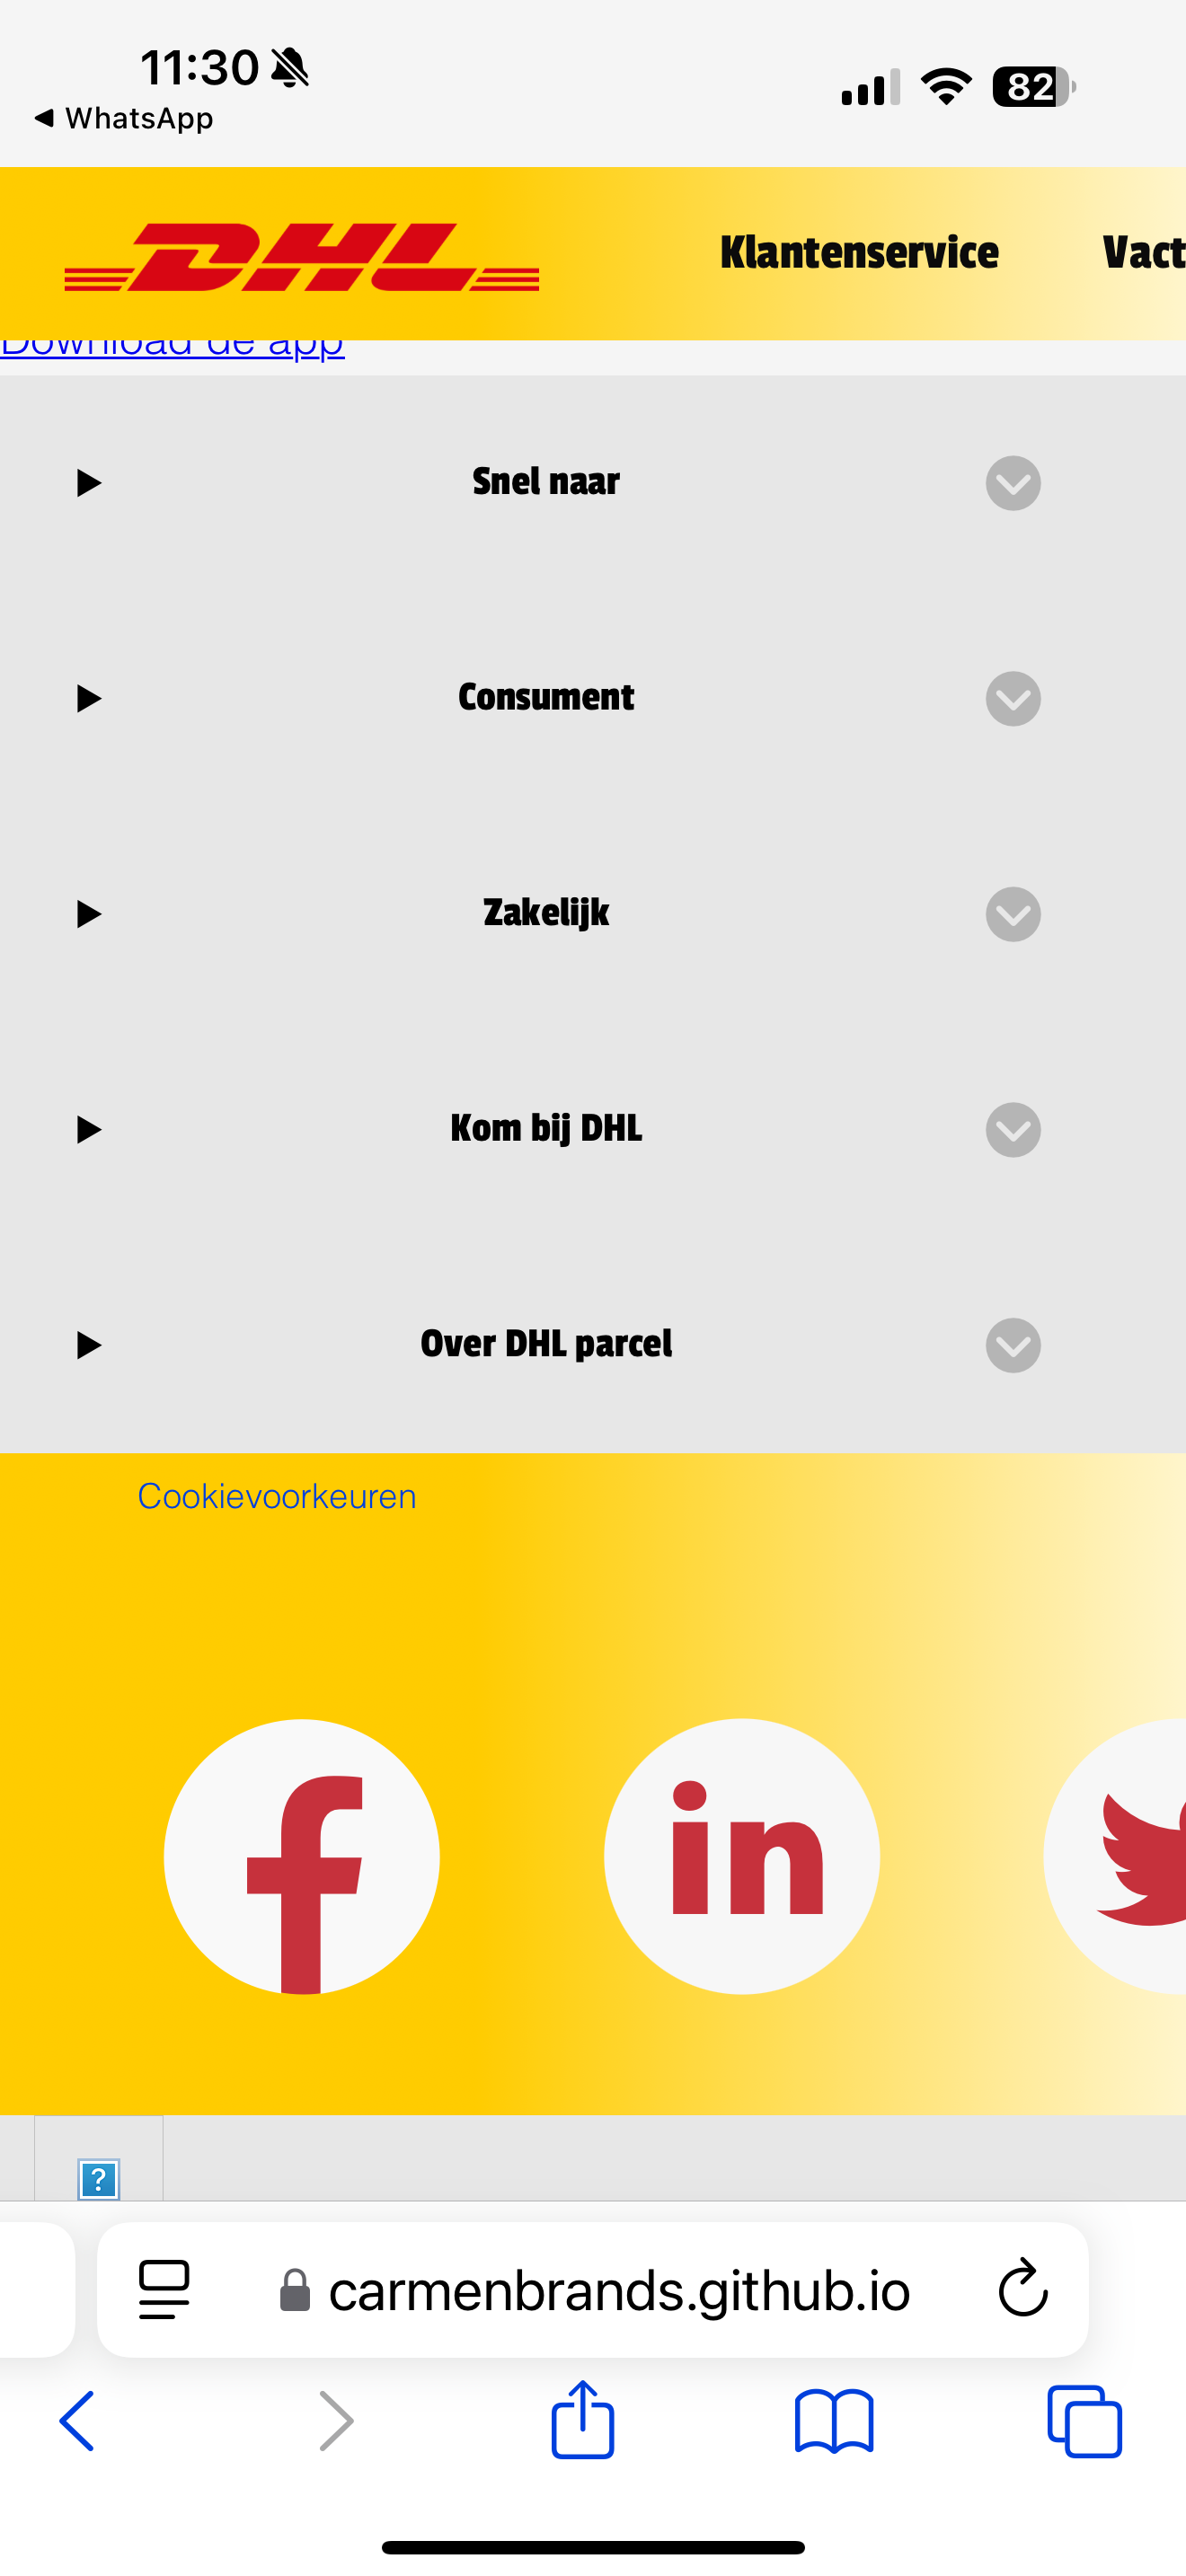 11:30
WhatsApp
82
DHL
Klantenservice
Vact
Download de app
Snel naar
Consument
Zakelijk
Kom bij DHL
Over DHL parcel
Cookievoorkeuren
f
in
?
carmenbrands.github.io